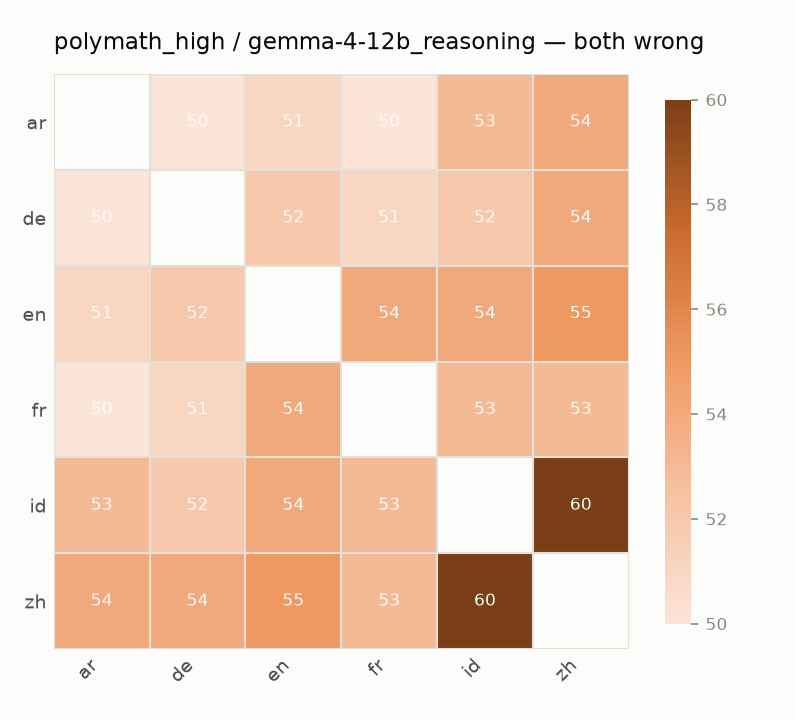 polymath_high / gemma-4-12b_reasoning — both wrong
ar 50 51 50 53 54
de 50 52 51 52 54
en 51 52 54 54 55
fr 50 51 54 53 53
id 53 52 54 53 60
zh 54 54 55 53 60
ar de en fr id zh
60
58
56
54
52
50